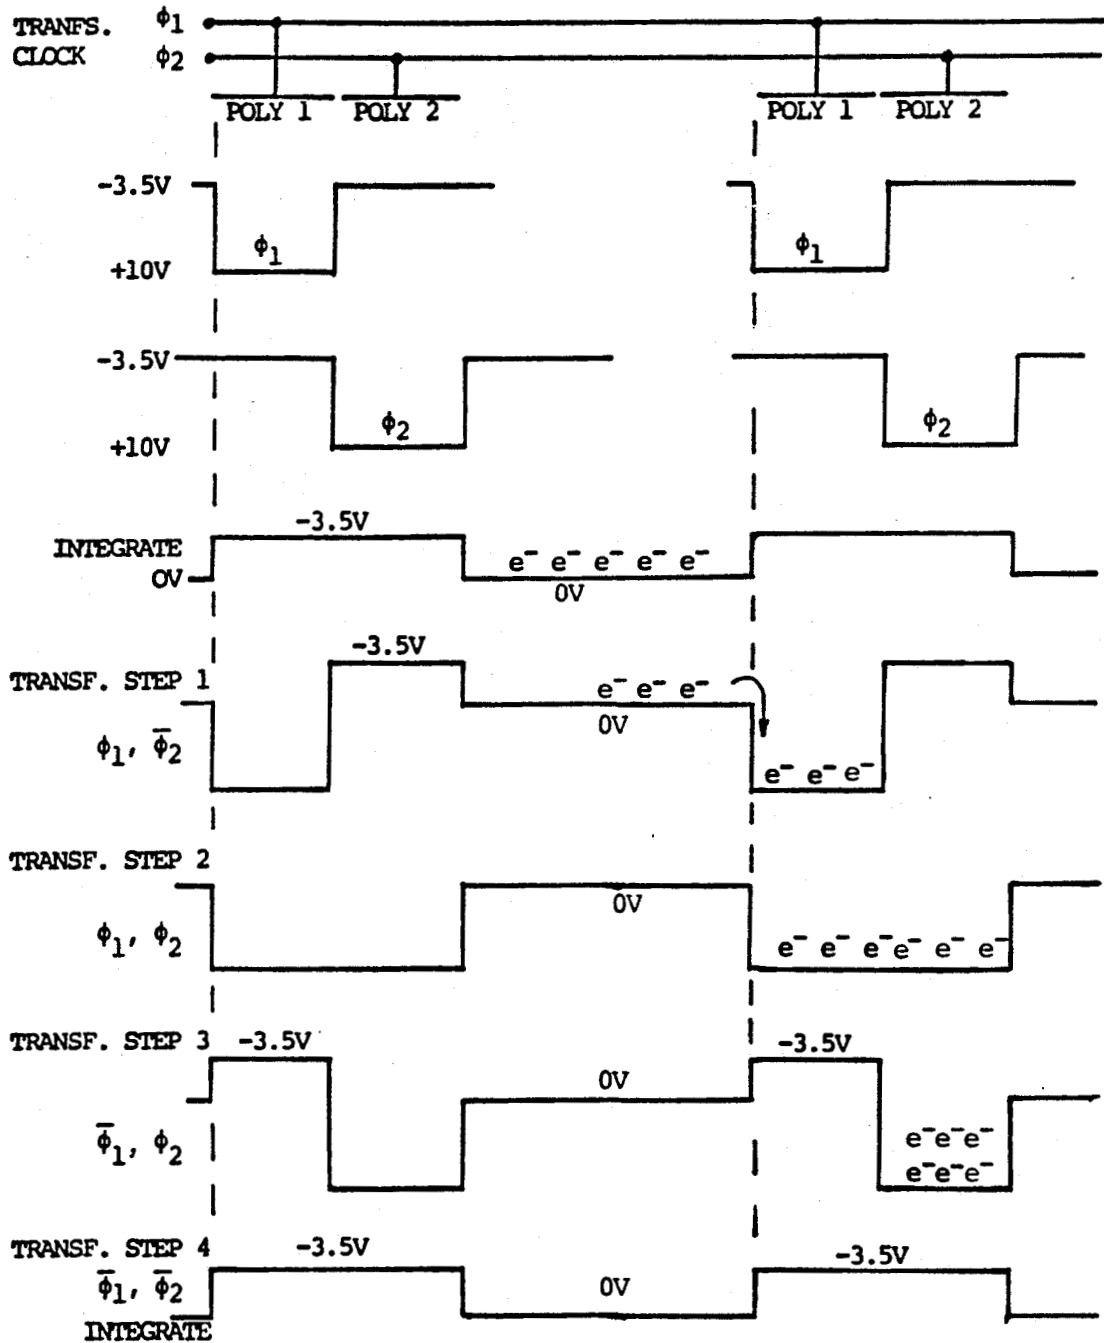 TRANFS. ϕ1
CLOCK ϕ2
POLY 1 POLY 2 POLY 1 POLY 2
-3.5V
ϕ1 ϕ1
+10V
-3.5V
ϕ2 ϕ2
+10V
-3.5V
INTEGRATE
e⁻ e⁻ e⁻ e⁻ e⁻
0V 0V
-3.5V
TRANSF. STEP 1
e⁻ e⁻ e⁻
0V
ϕ1, ϕ̅2
e⁻ e⁻ e⁻
TRANSF. STEP 2
0V
ϕ1, ϕ2
e⁻ e⁻ e⁻ e⁻ e⁻ e⁻
TRANSF. STEP 3 -3.5V -3.5V
0V
ϕ̅1, ϕ2
e⁻e⁻e⁻
e⁻e⁻e⁻
TRANSF. STEP 4 -3.5V -3.5V
ϕ̅1, ϕ̅2 0V
INTEGRATE